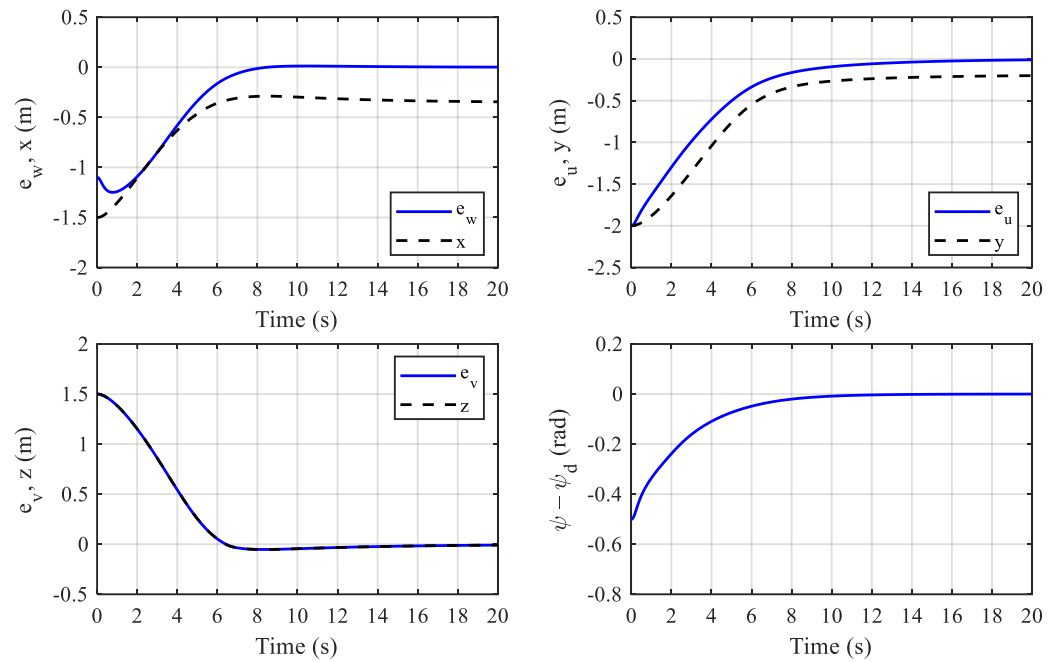 0.5
0
-0.5
-1
-1.5
-2
e_w, x (m)
e_w
x
0 2 4 6 8 10 12 14 16 18 20
Time (s)
0.5
0
-0.5
-1
-1.5
-2
-2.5
e_u, y (m)
e_u
y
0 2 4 6 8 10 12 14 16 18 20
Time (s)
2
1.5
1
0.5
0
-0.5
e_v, z (m)
e_v
z
0 2 4 6 8 10 12 14 16 18 20
Time (s)
0.2
0
-0.2
-0.4
-0.6
-0.8
ψ − ψ_d (rad)
0 2 4 6 8 10 12 14 16 18 20
Time (s)